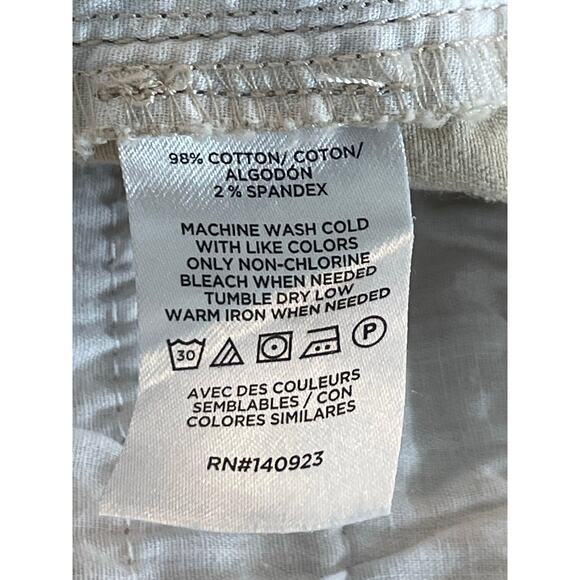 98% COTTON/ COTON/
ALGODÓN
2% SPANDEX
MACHINE WASH COLD
WITH LIKE COLORS
ONLY NON-CHLORINE
BLEACH WHEN NEEDED
TUMBLE DRY LOW
WARM IRON WHEN NEEDED
30 P
AVEC DES COULEURS
SEMBLABLES / CON
COLORES SIMILARES
RN#140923